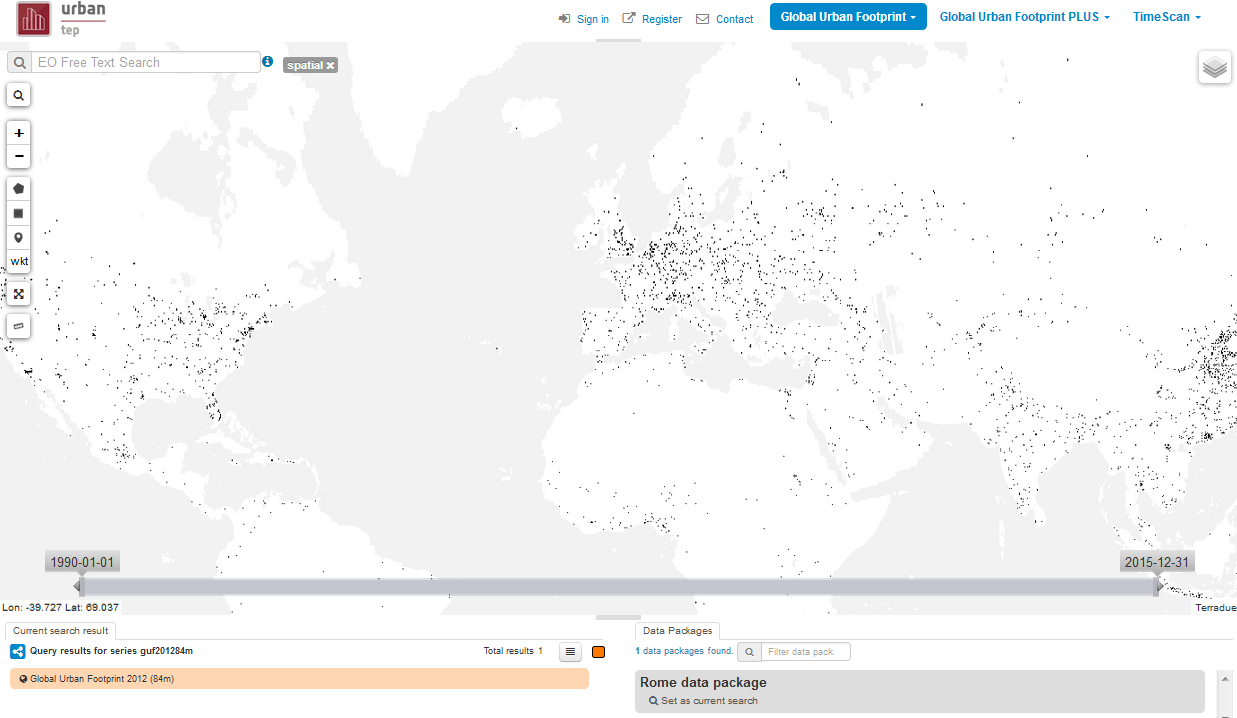 urban
tep
Sign in
Register
Contact
Global Urban Footprint
Global Urban Footprint PLUS
TimeScan
EO Free Text Search
spatial
wkt
1990-01-01
2015-12-31
Lon: -39.727 Lat: 69.037
Terradue
Current search result
Query results for series guf201284m
Total results 1
Global Urban Footprint 2012 (84m)
Data Packages
1 data packages found.
Filter data pack.
Rome data package
Set as current search